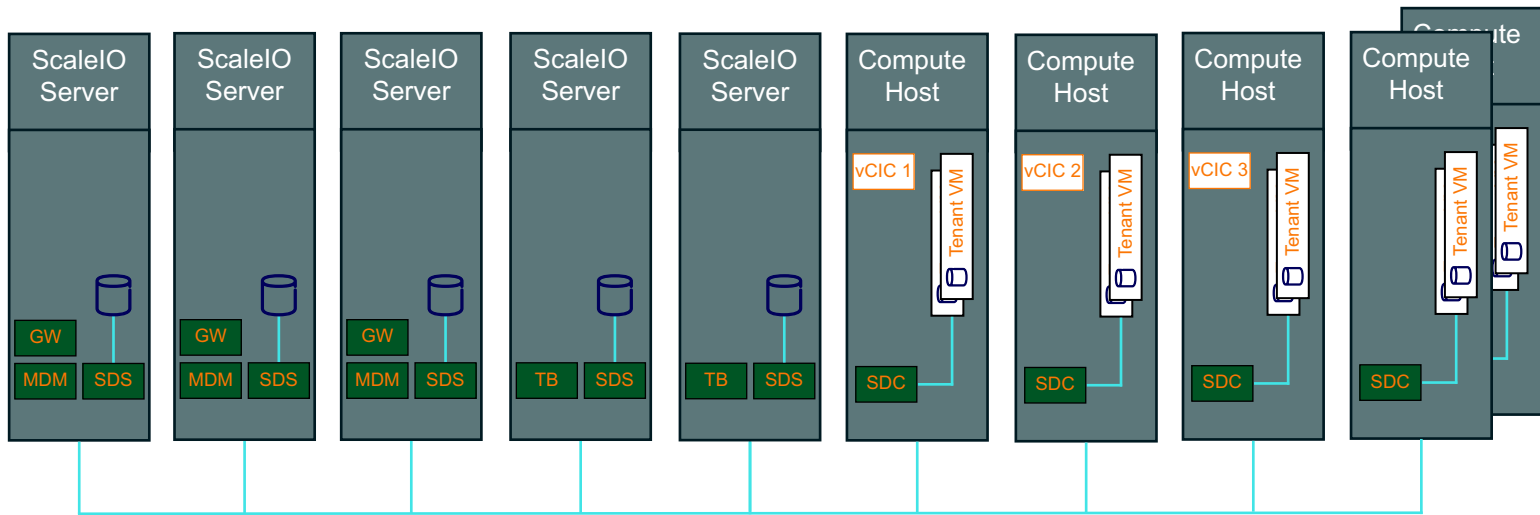 ScaleIO
Server
GW
MDM
SDS
ScaleIO
Server
GW
MDM
SDS
ScaleIO
Server
GW
MDM
SDS
ScaleIO
Server
TB
SDS
ScaleIO
Server
TB
SDS
Compute
Host
vCIC 1
Tenant VM
SDC
Compute
Host
vCIC 2
Tenant VM
SDC
Compute
Host
vCIC 3
Tenant VM
SDC
Compute
Host
Tenant VM
SDC
Tenant VM